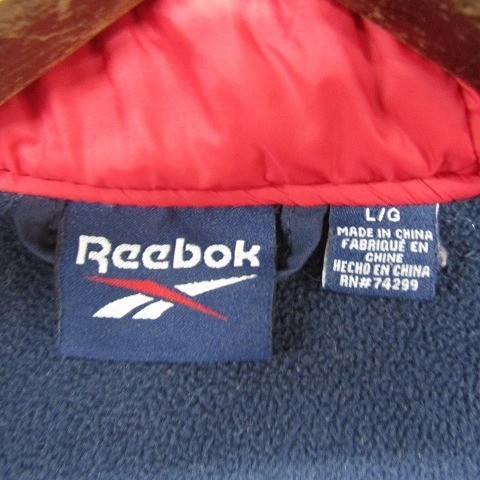 Reebok
L/G
MADE IN CHINA
FABRIQUÉ EN
CHINE
HECHO EN CHINA
RN#74299